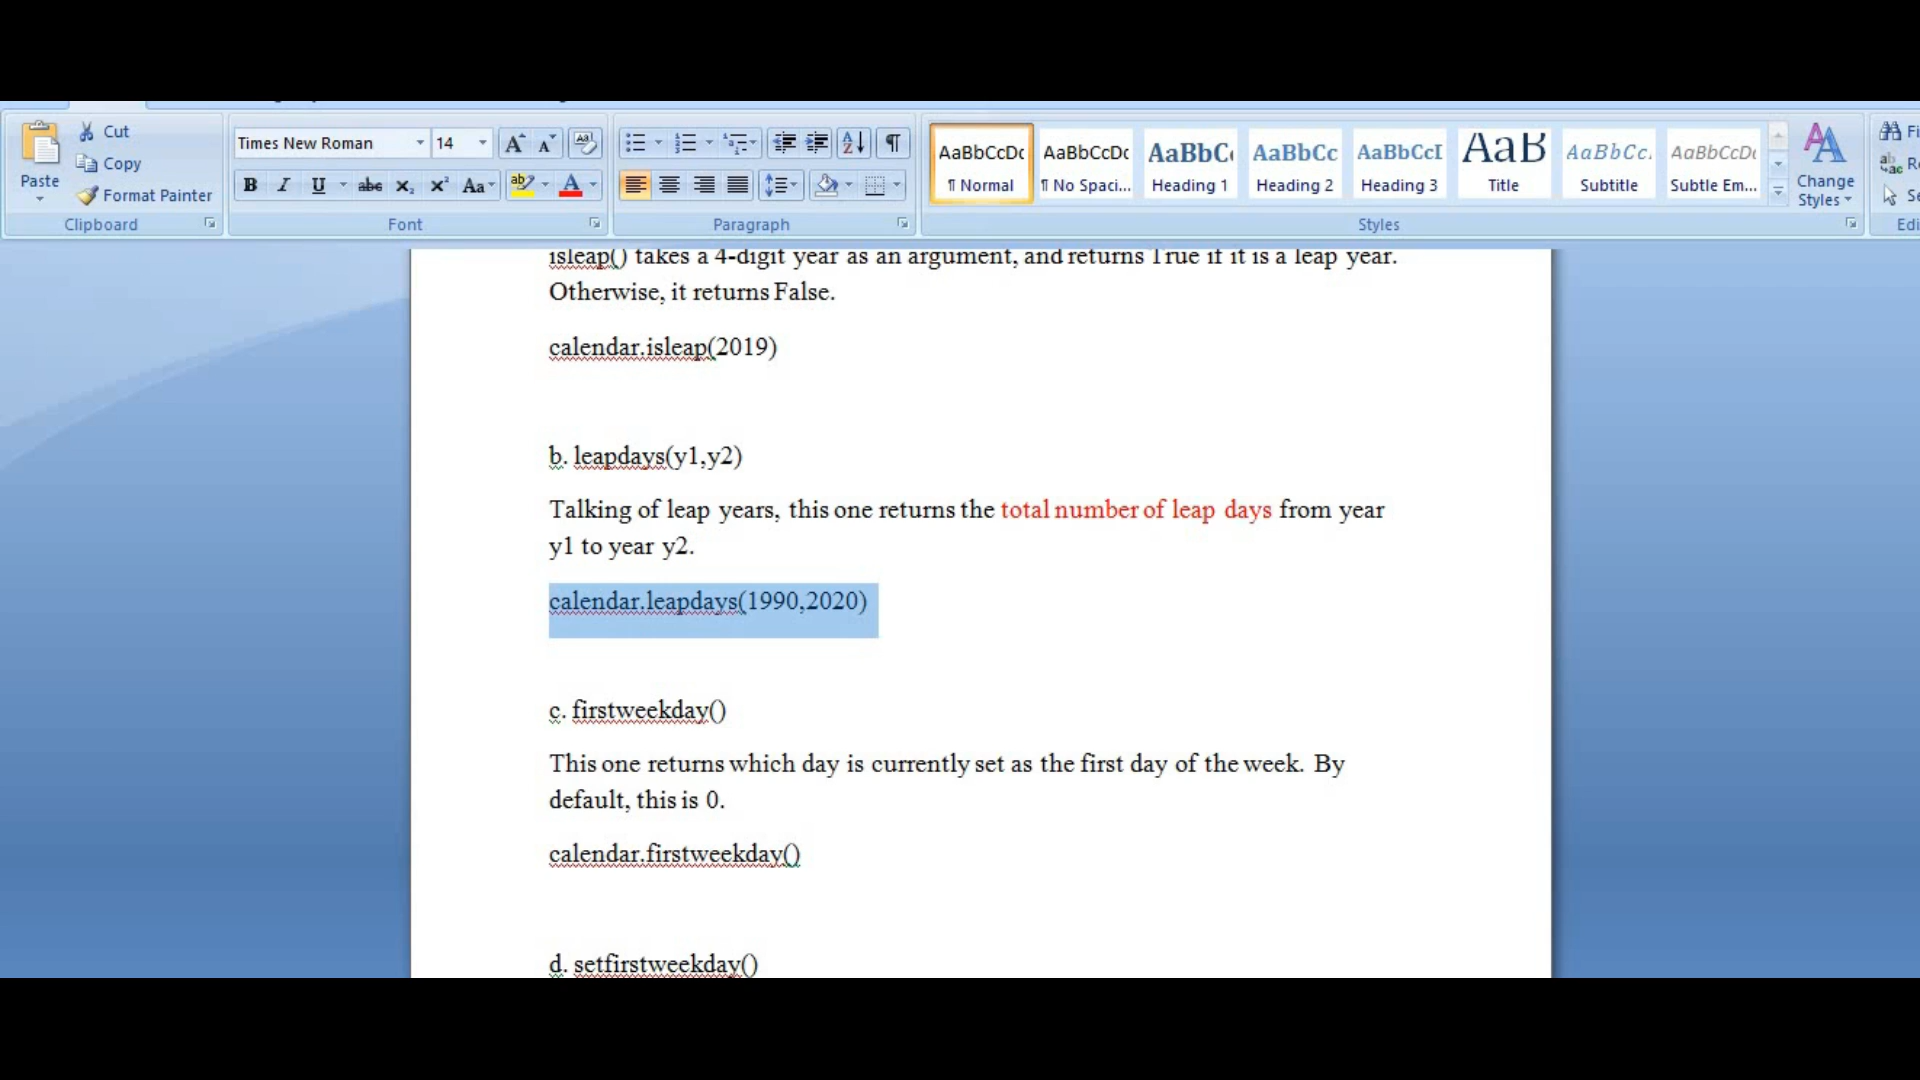 Cut
Copy
Format Painter
Paste
Clipboard
Times New Roman
14
Font
Paragraph
AaBbCcDc
¶ Normal
AaBbCcDc
¶ No Spaci...
AaBbC
Heading 1
AaBbCc
Heading 2
AaBbCcI
Heading 3
AaB
Title
AaBbCc.
Subtitle
AaBbCcDc
Subtle Em...
Change
Styles
Styles
isleap() takes a 4-digit year as an argument, and returns True if it is a leap year.
Otherwise, it returns False.
calendar.isleap(2019)
b. leapdays(y1,y2)
Talking of leap years, this one returns the total number of leap days from year
y1 to year y2.
calendar.leapdays(1990,2020)
c. firstweekday()
This one returns which day is currently set as the first day of the week. By
default, this is 0.
calendar.firstweekday()
d. setfirstweekday()